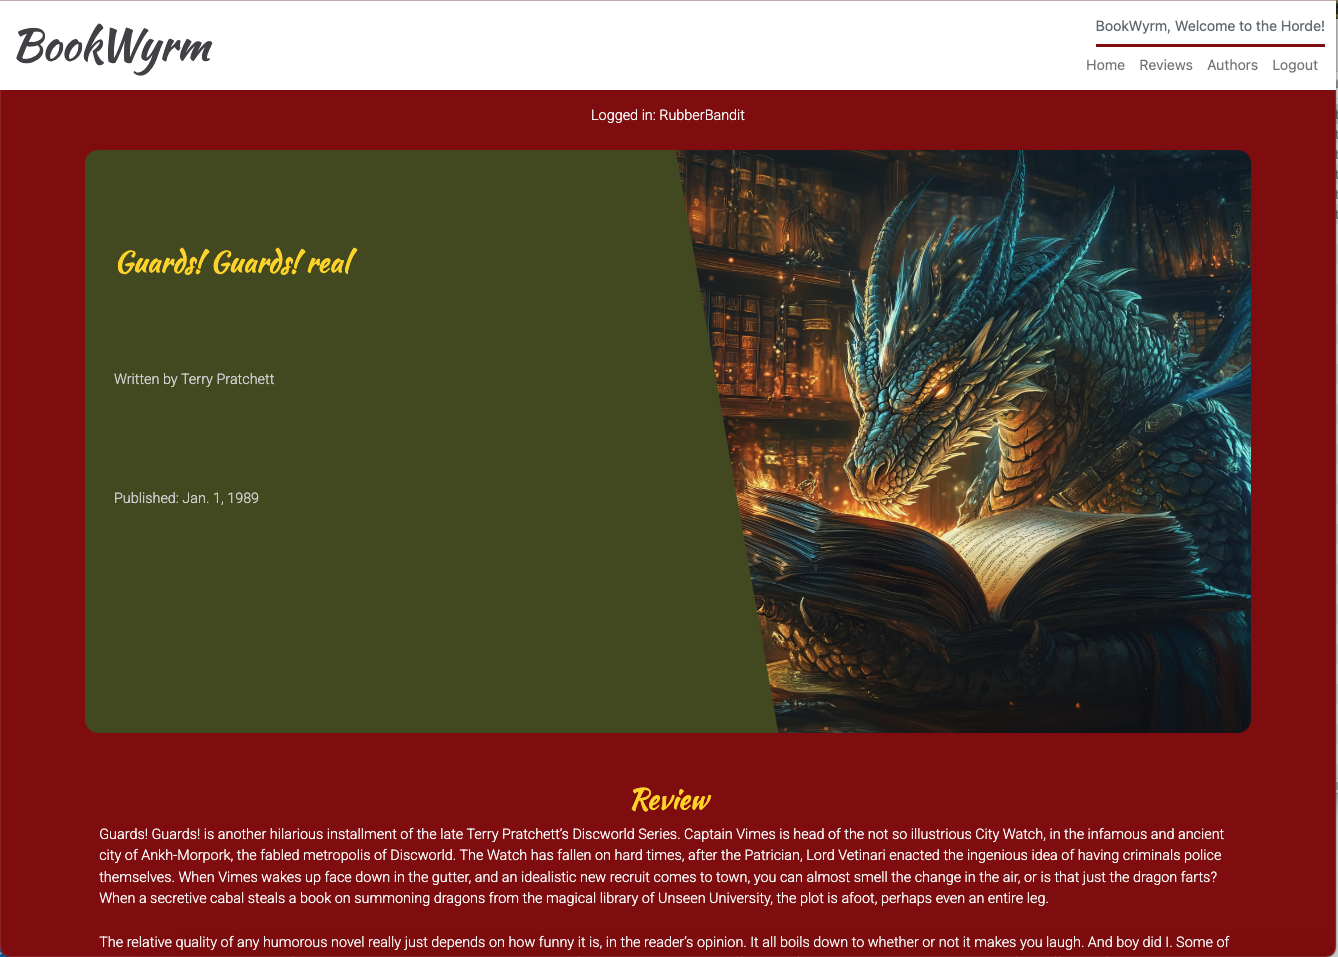 BookWyrm
BookWyrm, Welcome to the Horde!
Home Reviews Authors Logout
Logged in: RubberBandit
Guards! Guards! real
Written by Terry Pratchett
Published: Jan. 1, 1989
Review
Guards! Guards! is another hilarious installment of the late Terry Pratchett’s Discworld Series. Captain Vimes is head of the not so illustrious City Watch, in the infamous and ancient
city of Ankh-Morpork, the fabled metropolis of Discworld. The Watch has fallen on hard times, after the Patrician, Lord Vetinari enacted the ingenious idea of having criminals police
themselves. When Vimes wakes up face down in the gutter, and an idealistic new recruit comes to town, you can almost smell the change in the air, or is that just the dragon farts?
When a secretive cabal steals a book on summoning dragons from the magical library of Unseen University, the plot is afoot, perhaps even an entire leg.
The relative quality of any humorous novel really just depends on how funny it is, in the reader’s opinion. It all boils down to whether or not it makes you laugh. And boy did I. Some of